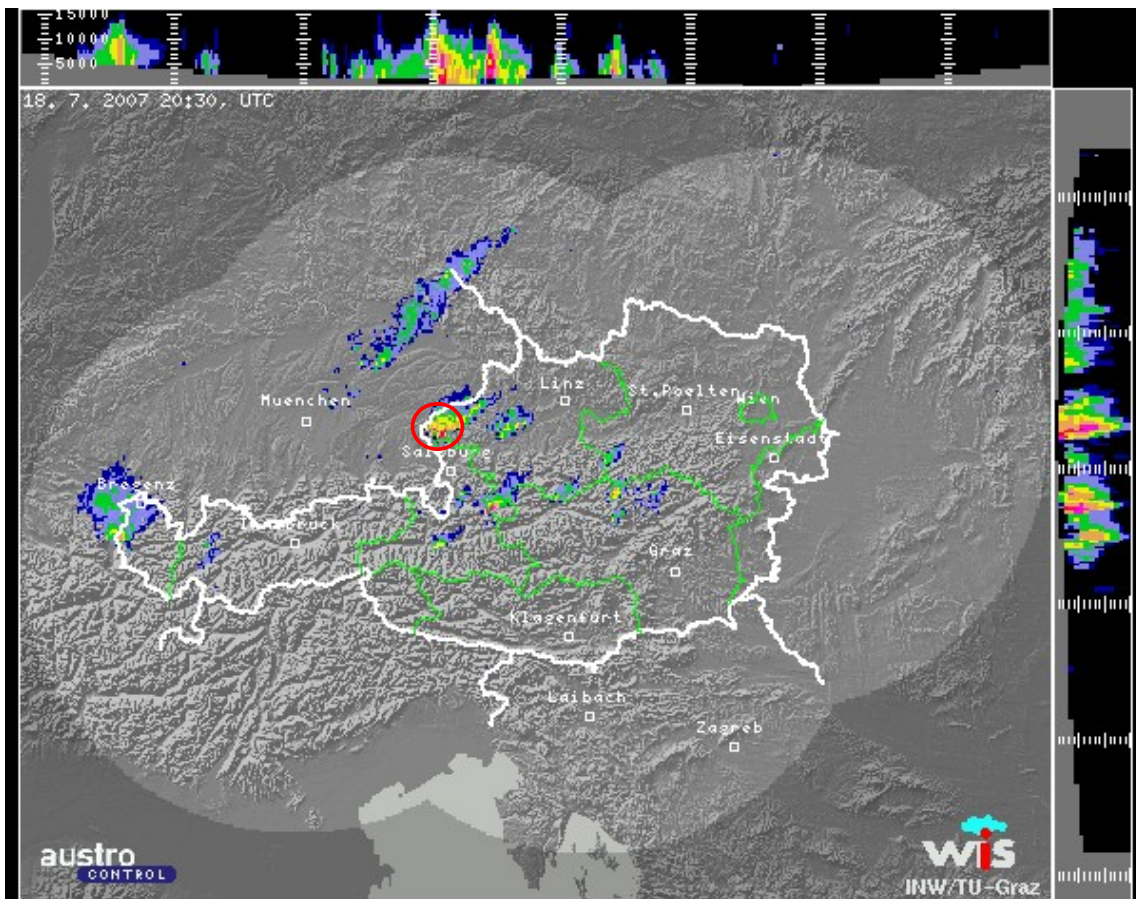 15000
10000
5000
18. 7. 2007 20:30, UTC
Linz
St.Poelten
Wien
Muenchen
Eisenstadt
Salzburg
Bregenz
Innsbruck
Graz
Klagenfurt
Laibach
Zagreb
austro
CONTROL
WIS
INW/TU-Graz